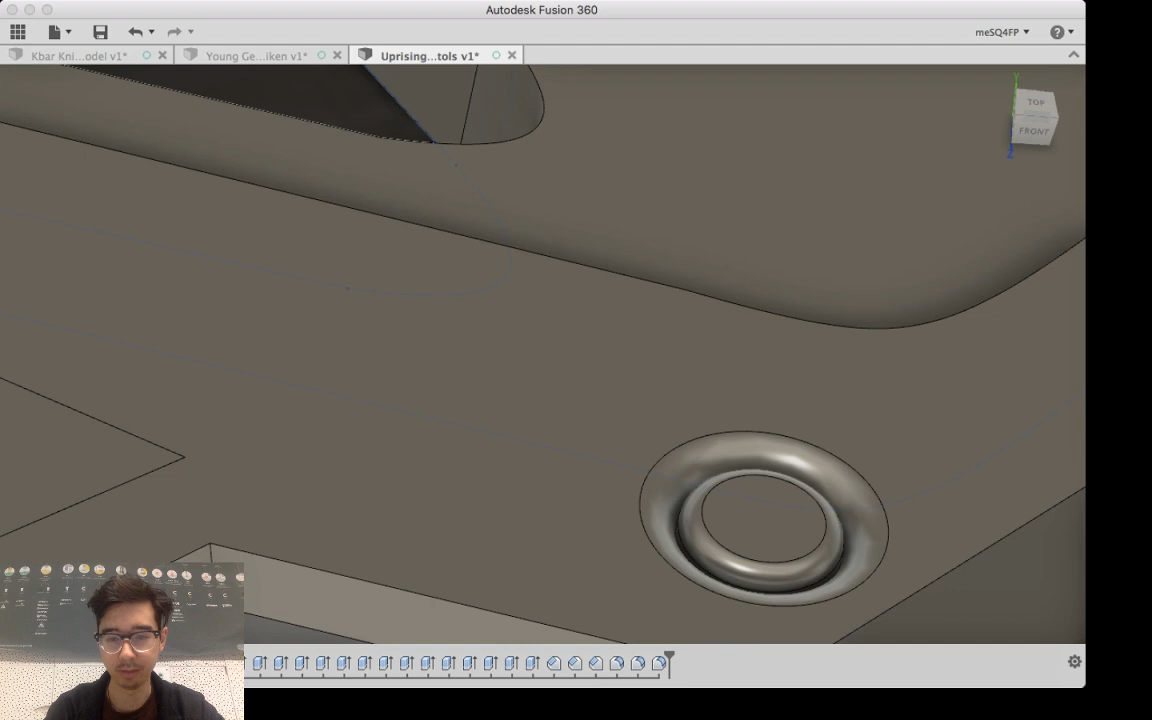 Autodesk Fusion 360
meSQ4FP
Kbar Kni...odel v1*
Young Ge...iken v1*
Uprising...tols v1*
Y
TOP
FRONT
Z